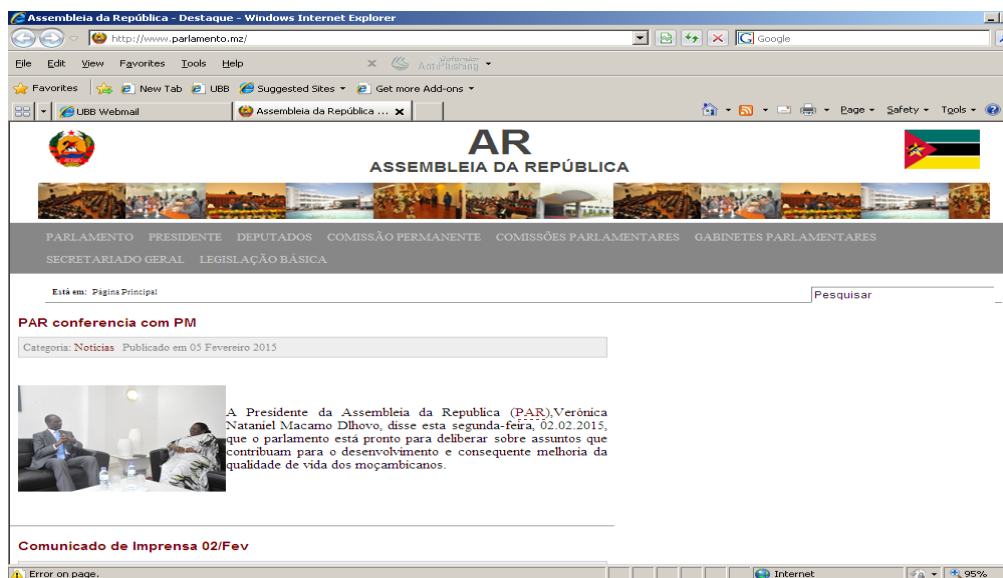 Assembleia da República - Destaque - Windows Internet Explorer
http://www.parlamento.mz/
Google
File Edit View Favorites Tools Help
AntiPhishing
Favorites New Tab UBB Suggested Sites Get more Add-ons
UBB Webmail Assembleia da República ... Page Safety Tools
AR
ASSEMBLEIA DA REPÚBLICA
PARLAMENTO PRESIDENTE DEPUTADOS COMISSÃO PERMANENTE COMISSÕES PARLAMENTARES GABINETES PARLAMENTARES
SECRETARIADO GERAL LEGISLAÇÃO BÁSICA
Está em: Página Principal
Pesquisar
PAR conferencia com PM
Categoria: Notícias Publicado em 05 Fevereiro 2015
A Presidente da Assembleia da Republica (PAR),Verónica
Nataniel Macamo Dlhovo, disse esta segunda-feira, 02.02.2015,
que o parlamento está pronto para deliberar sobre assuntos que
contribuam para o desenvolvimento e consequente melhoria da
qualidade de vida dos moçambicanos.
Comunicado de Imprensa 02/Fev
Error on page. Internet 95%